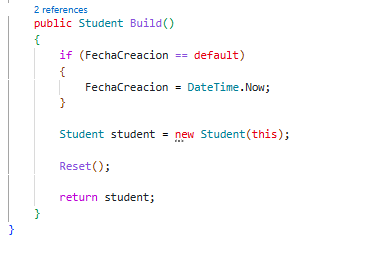 2 references
public Student Build()
{
if (FechaCreacion == default)
{
FechaCreacion = DateTime.Now;
}
Student student = new Student(this);
Reset();
return student;
}
}